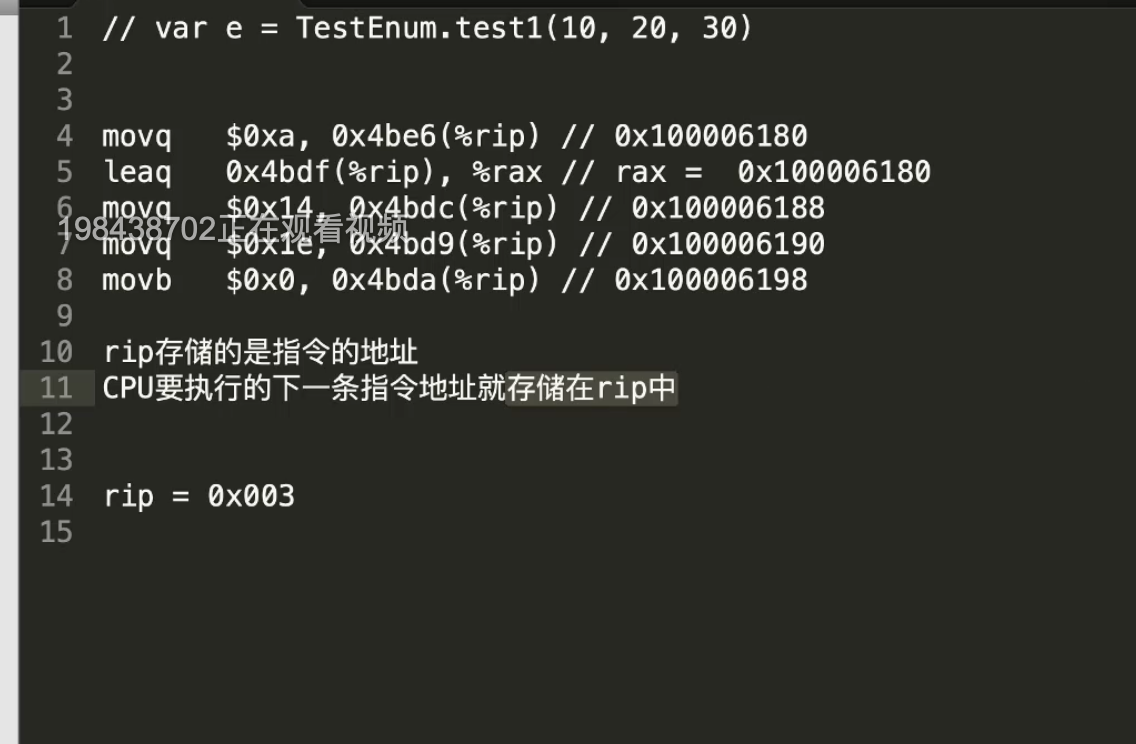 1 // var e = TestEnum.test1(10, 20, 30)
2
3
4 movq $0xa, 0x4be6(%rip) // 0x100006180
5 leaq 0x4bdf(%rip), %rax // rax = 0x100006180
6 movq $0x14, 0x4bdc(%rip) // 0x100006188
198438702正在观看视频
7 movq $0x1e, 0x4bd9(%rip) // 0x100006190
8 movb $0x0, 0x4bda(%rip) // 0x100006198
9
10 rip存储的是指令的地址
11 CPU要执行的下一条指令地址就存储在rip中
12
13
14 rip = 0x003
15